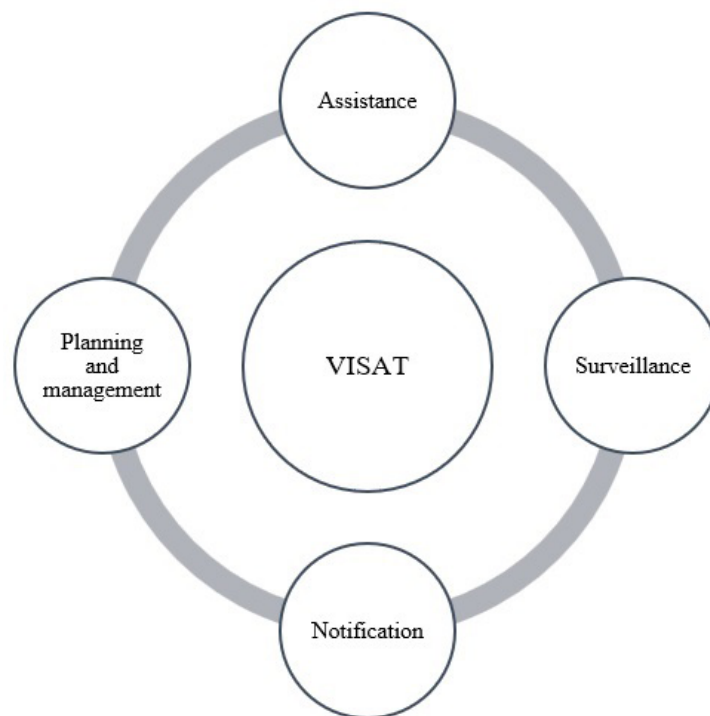 Assistance
Planning
and
management
VISAT
Surveillance
Notification